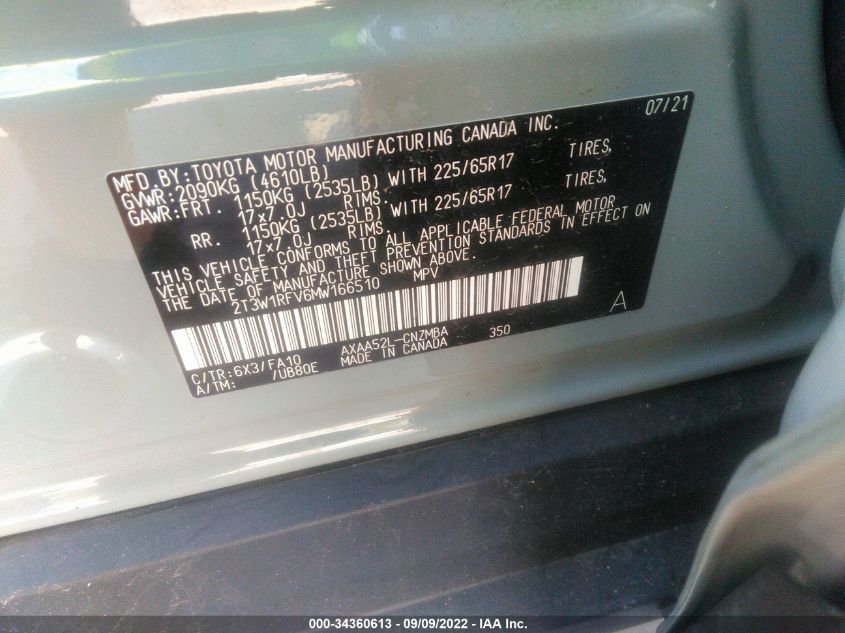 07/21
MFD.BY:TOYOTA MOTOR MANUFACTURING CANADA INC.
GVWR:2090KG (4610LB)
GAWR:FRT. 1150KG (2535LB) WITH 225/65R17 TIRES,
17x7.0J RIMS.
RR. 1150KG (2535LB) WITH 225/65R17 TIRES,
17x7.0J RIMS.
THIS VEHICLE CONFORMS TO ALL APPLICABLE FEDERAL MOTOR
VEHICLE SAFETY AND THEFT PREVENTION STANDARDS IN EFFECT ON
THE DATE OF MANUFACTURE SHOWN ABOVE.
2T3W1RFV6MW166510 MPV
A
C/TR:6X3/FA10 AXAA52L-CNZMBA 350
A/TM: /UB80E MADE IN CANADA
000-34360613 - 09/09/2022 - IAA Inc.